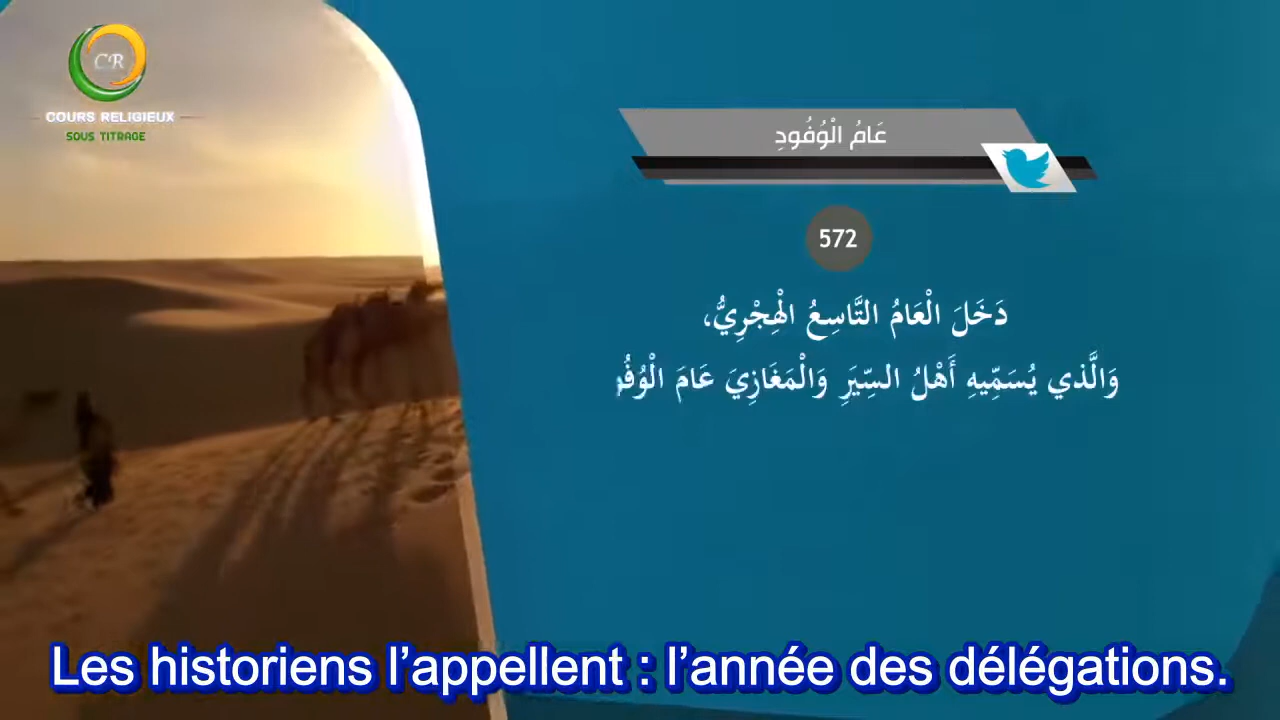 CR
COURS RELIGIEUX
SOUS TITRAGE
عَامُ الْوُفُودِ
572
دَخَلَ الْعَامُ التَّاسِعُ الْهِجْرِيُّ،
وَالَّذي يُسَمِّيهِ أَهْلُ السِّيَرِ وَالْمَغَازِيَ عَامَ
Les historiens l’appellent : l’année des délégations.